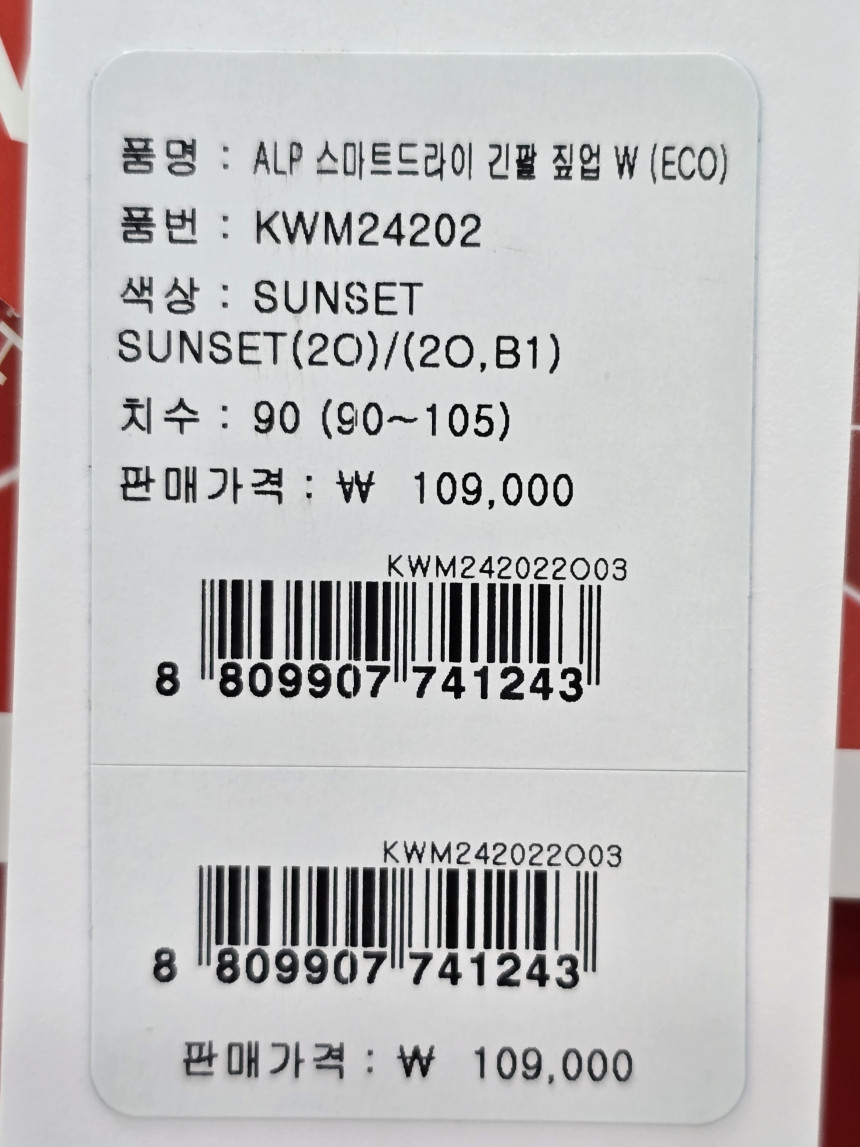 품명 : ALP 스마트드라이 긴팔 짚업 W (ECO)
품번 : KWM24202
색상 : SUNSET
SUNSET(2O)/(2O,B1)
치수 : 90 (90~105)
판매가격 : ₩ 109,000
KWM242022O03
8 809907 741243
KWM242022O03
8 809907 741243
판매가격 : ₩ 109,000